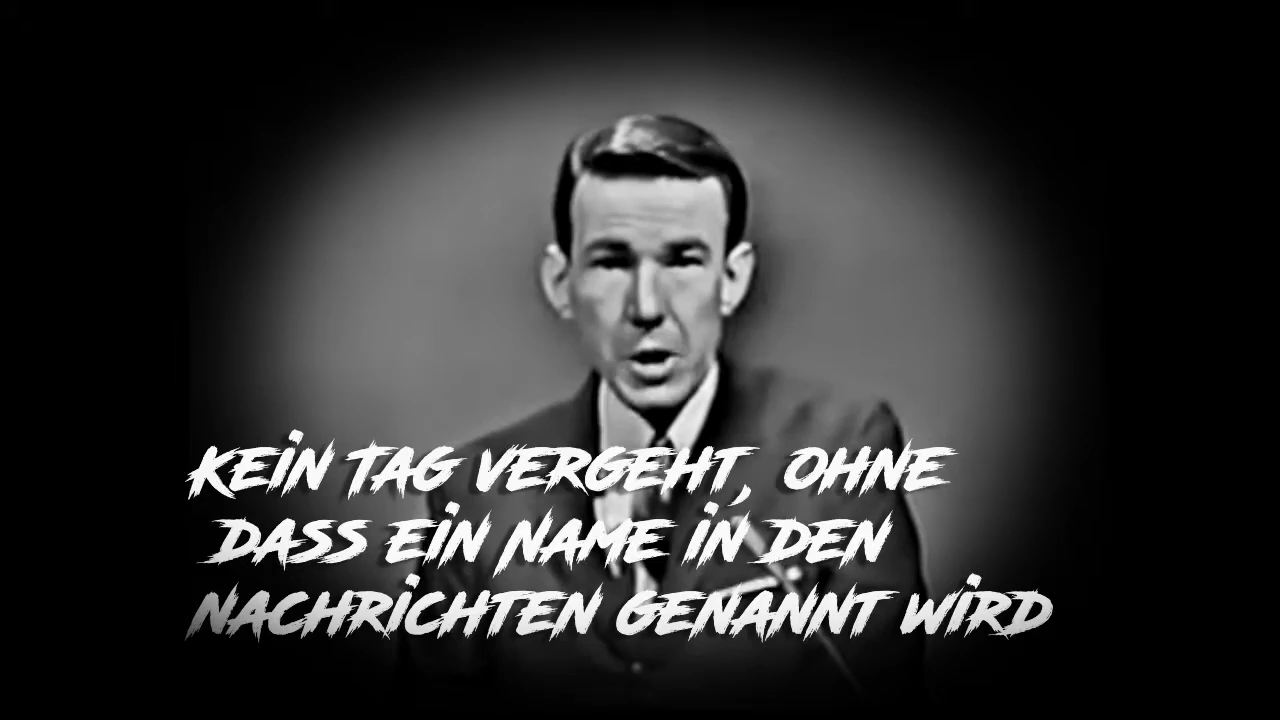 KEIN TAG VERGEHT, OHNE
DASS EIN NAME IN DEN
NACHRICHTEN GENANNT WIRD